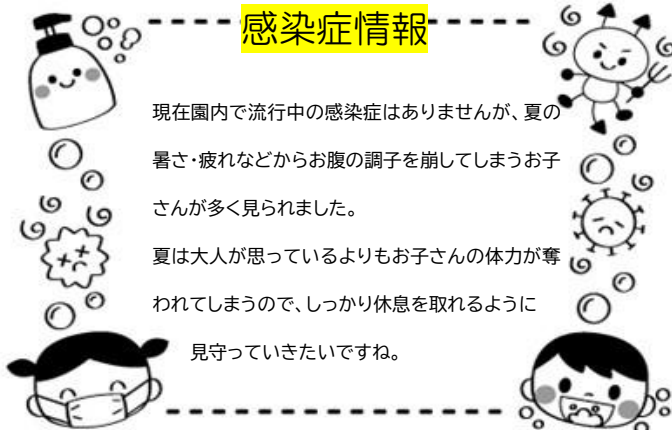 感染症情報
現在園内で流行中の感染症はありませんが、夏の
暑さ・疲れなどからお腹の調子を崩してしまうお子
さんが多く見られました。
夏は大人が思っているよりもお子さんの体力が奪
われてしまうので、しっかり休息を取れるように
見守っていきたいですね。